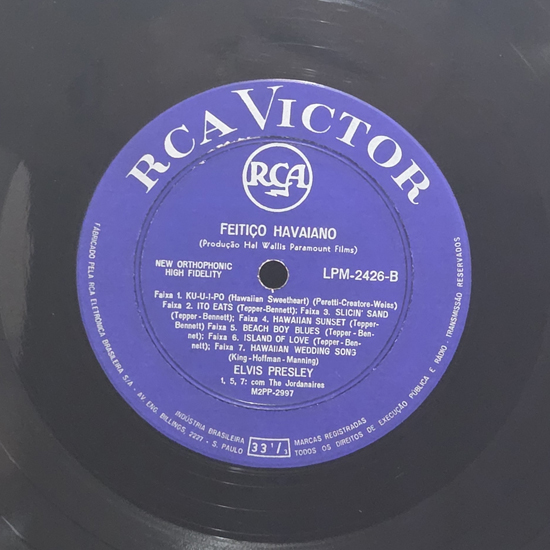 RCA VICTOR
RCA
FEITIÇO HAVAIANO
(Produção Hal Wallis Paramount Films)
NEW ORTHOPHONIC
HIGH FIDELITY
LPM-2426-B
Faixa 1. KU-U-I-PO (Hawaiian Sweetheart) (Peretti-Creatore-Weiss)
Faixa 2. ITO EATS (Tepper-Bennett); Faixa 3. SLICIN' SAND
(Tepper-Bennett); Faixa 4. HAWAIIAN SUNSET (Tepper-
Bennett) Faixa 5. BEACH BOY BLUES (Tepper-Ben-
nett); Faixa 6. ISLAND OF LOVE (Tepper-Ben-
nett); Faixa 7. HAWAIIAN WEDDING SONG
(King-Hoffman-Manning)
ELVIS PRESLEY
1, 5, 7: com The Jordanaires
M2PP-2997
FABRICADO PELA RCA ELETRÔNICA BRASILEIRA S/A - AV. ENG. BILLINGS, 2227 - S. PAULO
INDÚSTRIA BRASILEIRA
33 1/3
MARCAS REGISTRADAS
TODOS OS DIREITOS DE EXECUÇÃO PÚBLICA E RÁDIO - TRANSMISSÃO RESERVADOS